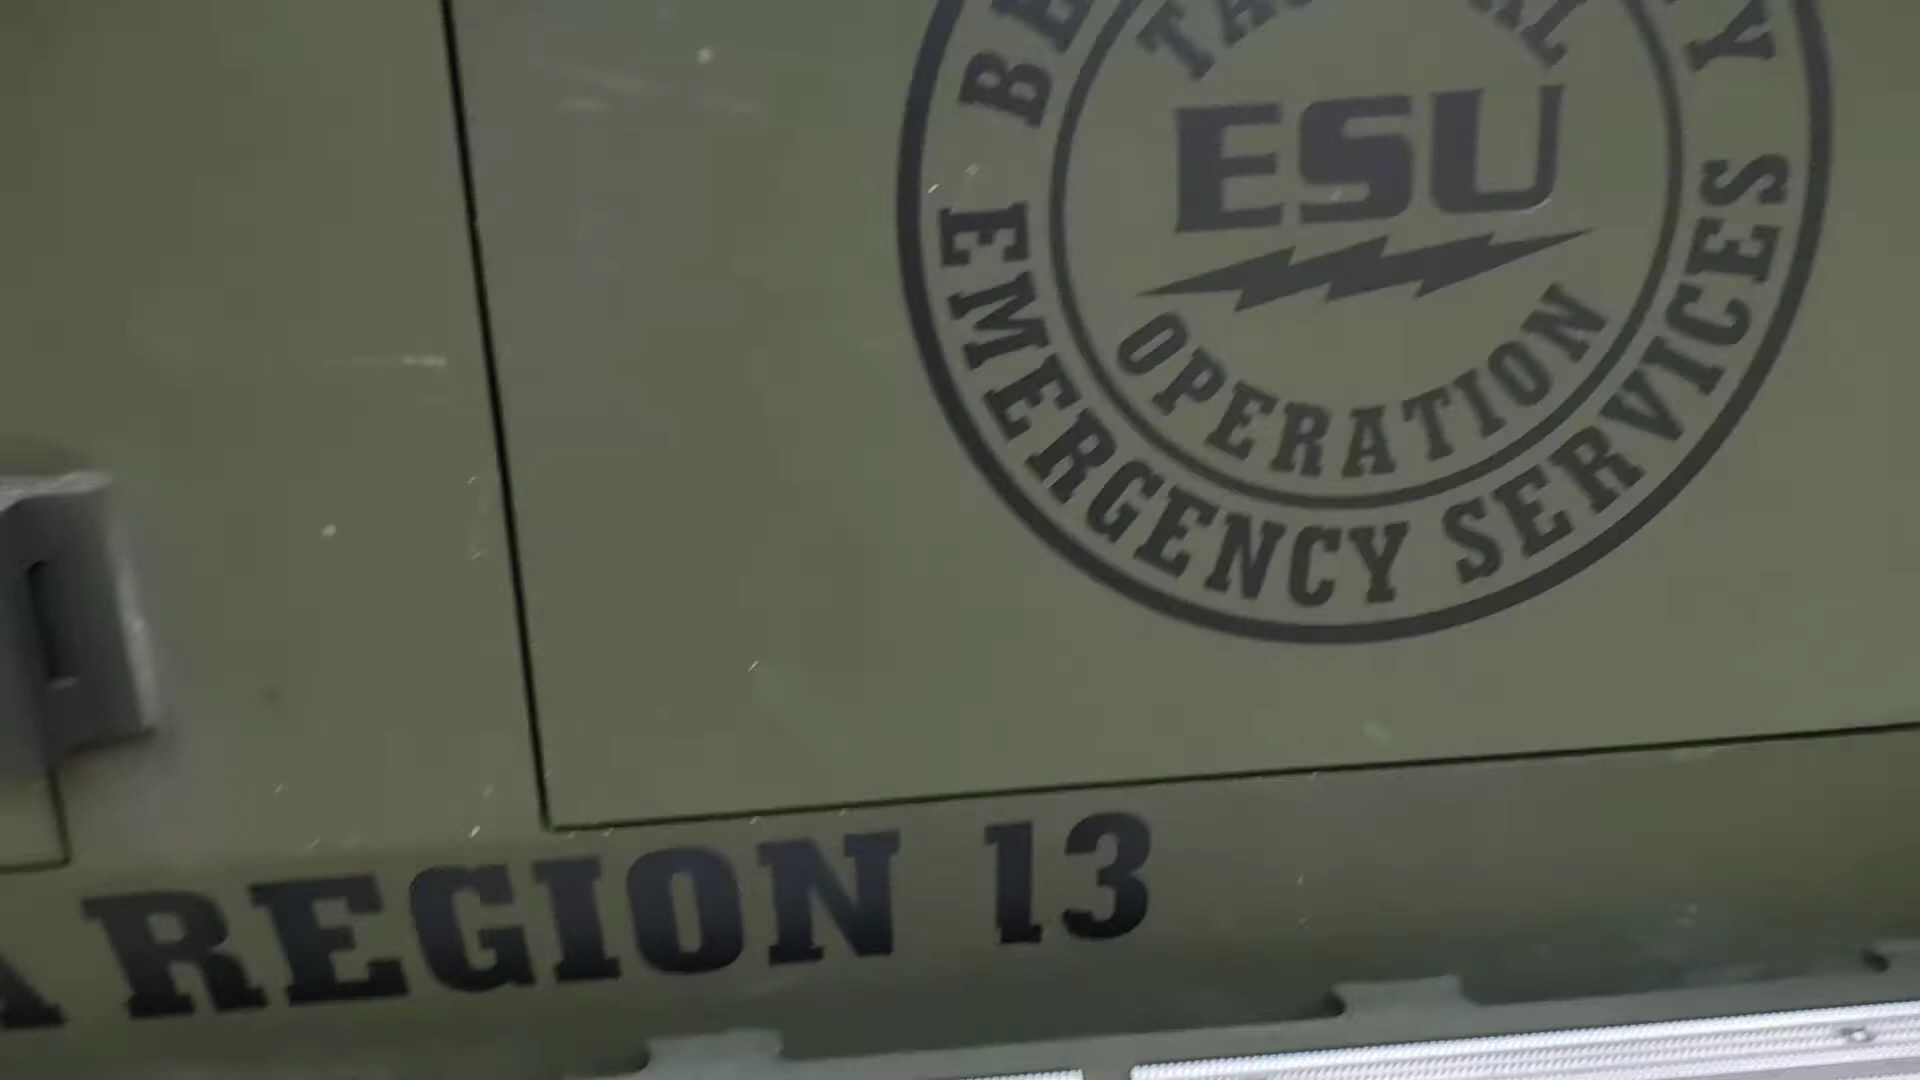 ESU
OPERATION
EMERGENCY SERVICES
REGION 13